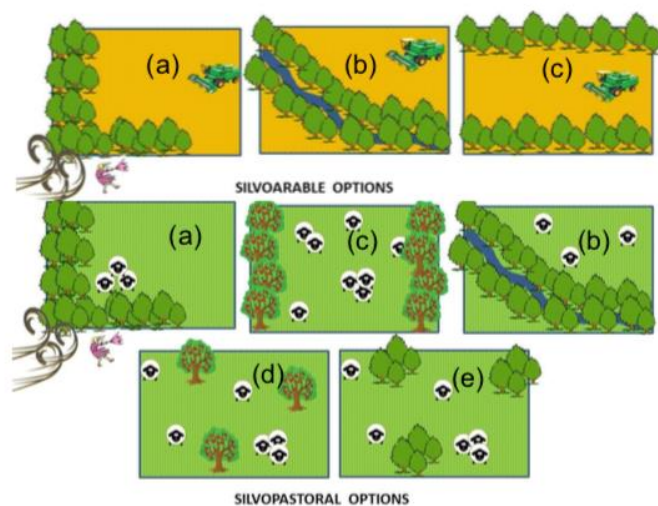 (a) (b) (c)
SILVOARABLE OPTIONS
(a) (c) (b)
(d) (e)
SILVOPASTORAL OPTIONS